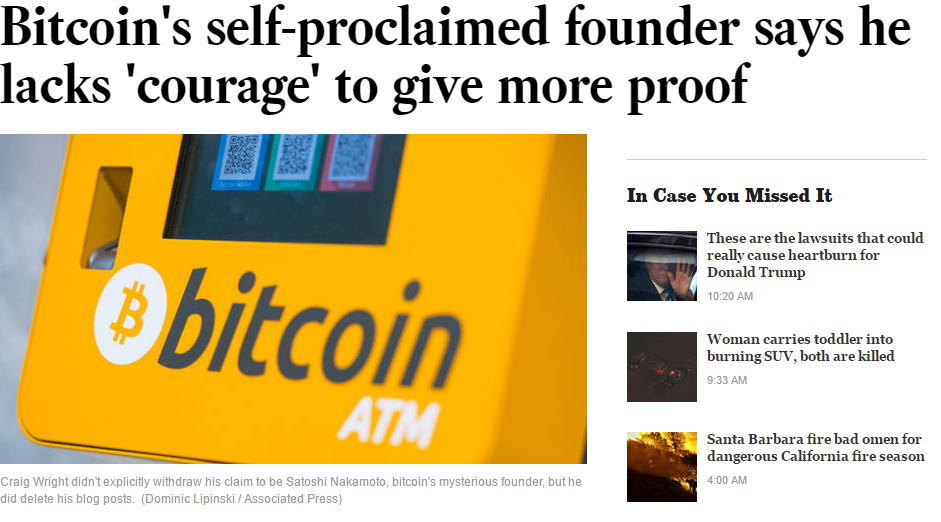 Bitcoin's self-proclaimed founder says he
lacks 'courage' to give more proof
bitcoin
ATM
Craig Wright didn't explicitly withdraw his claim to be Satoshi Nakamoto, bitcoin's mysterious founder, but he
did delete his blog posts.  (Dominic Lipinski / Associated Press)
In Case You Missed It
These are the lawsuits that could
really cause heartburn for
Donald Trump
10:20 AM
Woman carries toddler into
burning SUV, both are killed
9:33 AM
Santa Barbara fire bad omen for
dangerous California fire season
4:00 AM